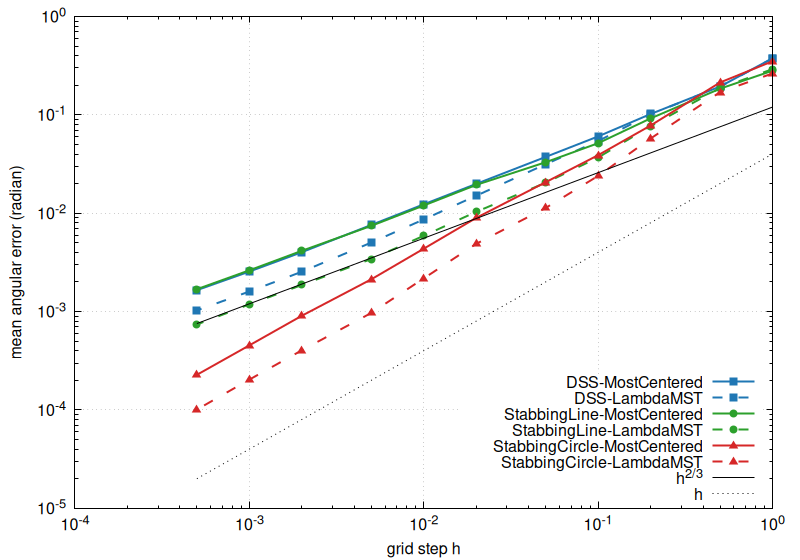 10^0
10^-1
10^-2
10^-3
10^-4
10^-5
mean angular error (radian)
DSS-MostCentered
DSS-LambdaMST
StabbingLine-MostCentered
StabbingLine-LambdaMST
StabbingCircle-MostCentered
StabbingCircle-LambdaMST
h^2/3
h
10^-4 10^-3 10^-2 10^-1 10^0
grid step h